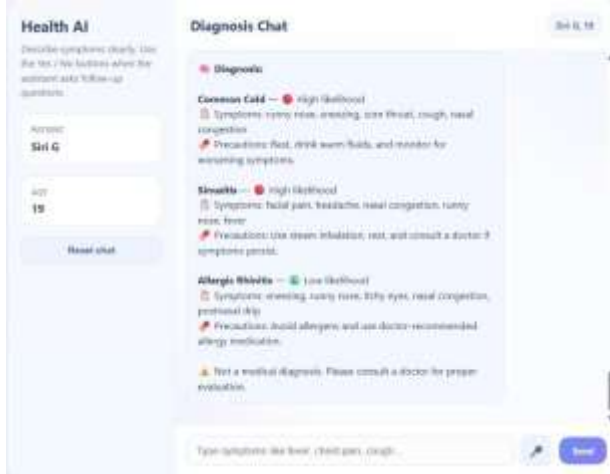 Health AI
Describe symptoms clearly. Use
the Yes / No buttons when the
assistant asks follow-up
questions.
Siri G
AGE
19
Reset chat
Diagnosis Chat
Siri G, 19
Diagnosis
Common Cold — High likelihood
Symptoms: runny nose, sneezing, sore throat, cough, nasal
congestion
Precautions: Rest, drink warm fluids, and monitor for
worsening symptoms.
Sinusitis — High likelihood
Symptoms: facial pain, headache, nasal congestion, runny
nose, fever
Precautions: Use steam inhalation, rest, and consult a doctor if
symptoms persist.
Allergic Rhinitis — Low likelihood
Symptoms: sneezing, runny nose, itchy eyes, nasal congestion,
postnasal drip
Precautions: Avoid allergens and use doctor-recommended
allergy medication.
Not a medical diagnosis. Please consult a doctor for proper
evaluation.
Type symptoms like fever, chest pain, cough...
Send